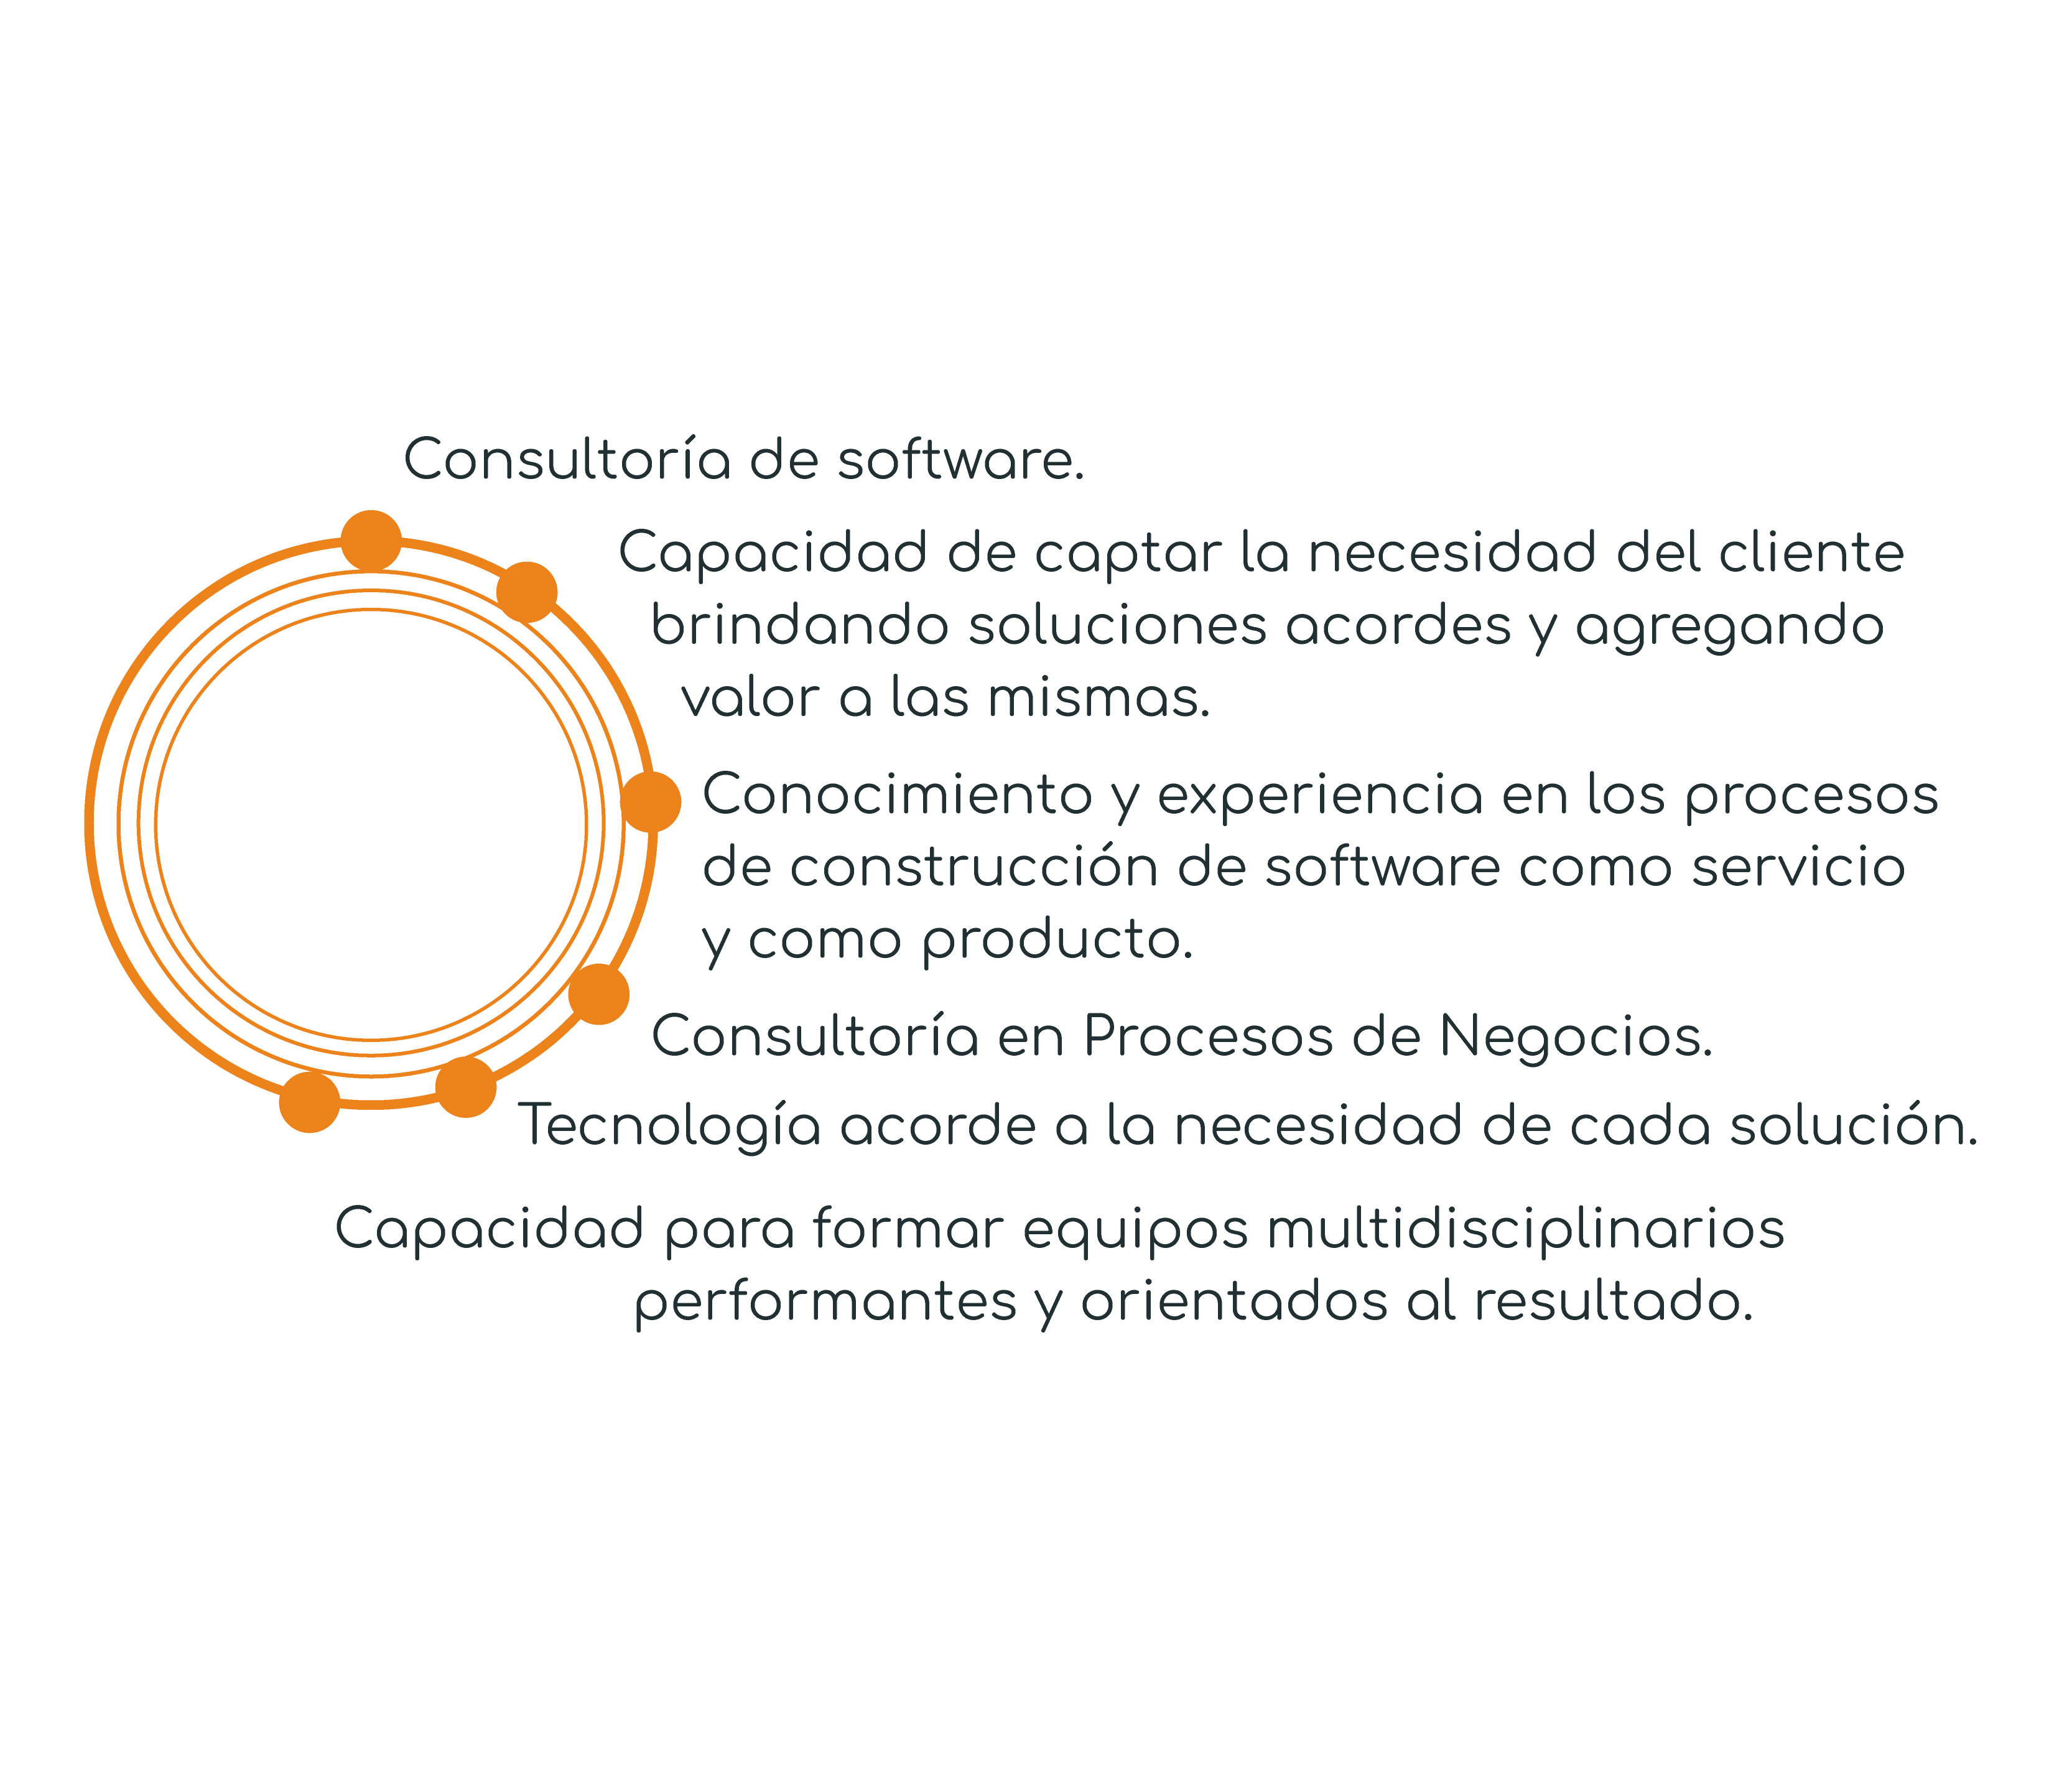 Consultoría de software.
Capacidad de captar la necesidad del cliente
brindando soluciones acordes y agregando
valor a las mismas.
Conocimiento y experiencia en los procesos
de construcción de software como servicio
y como producto.
Consultoría en Procesos de Negocios.
Tecnología acorde a la necesidad de cada solución.
Capacidad para formar equipos multidisciplinarios
performantes y orientados al resultado.